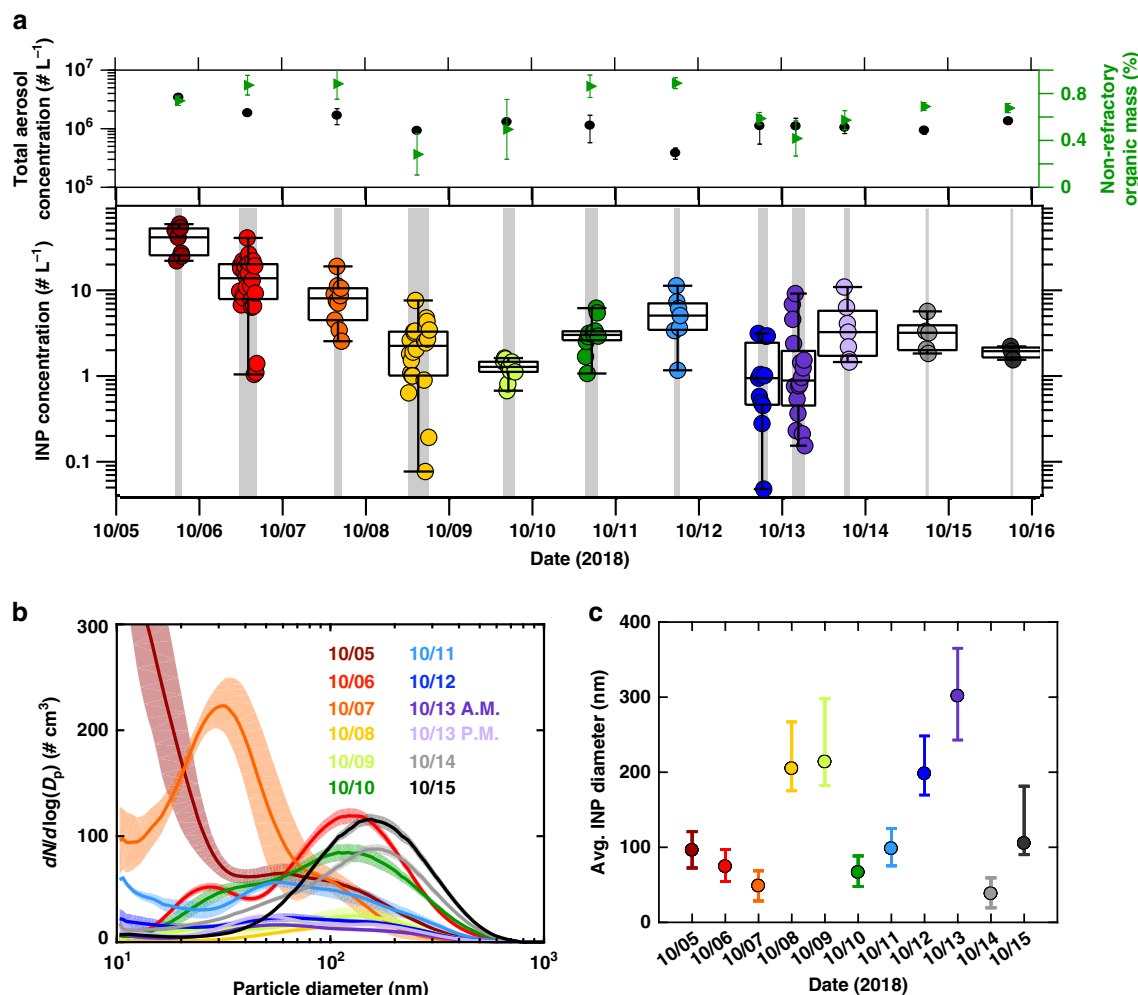 a
Total aerosol
concentration (# L⁻¹)
10⁷
10⁶
10⁵
0.8
0.4
0
Non-refractory
organic mass (%)
INP concentration (# L⁻¹)
10
1
0.1
10/05 10/06 10/07 10/08 10/09 10/10 10/11 10/12 10/13 10/14 10/15 10/16
Date (2018)
b
dN/dlog(Dₚ) (# cm³)
300
200
100
0
10/05 10/11
10/06 10/12
10/07 10/13 A.M.
10/08 10/13 P.M.
10/09 10/14
10/10 10/15
10¹ 10² 10³
Particle diameter (nm)
c
Avg. INP diameter (nm)
400
300
200
100
0
10/05 10/06 10/07 10/08 10/09 10/10 10/11 10/12 10/13 10/14 10/15
Date (2018)